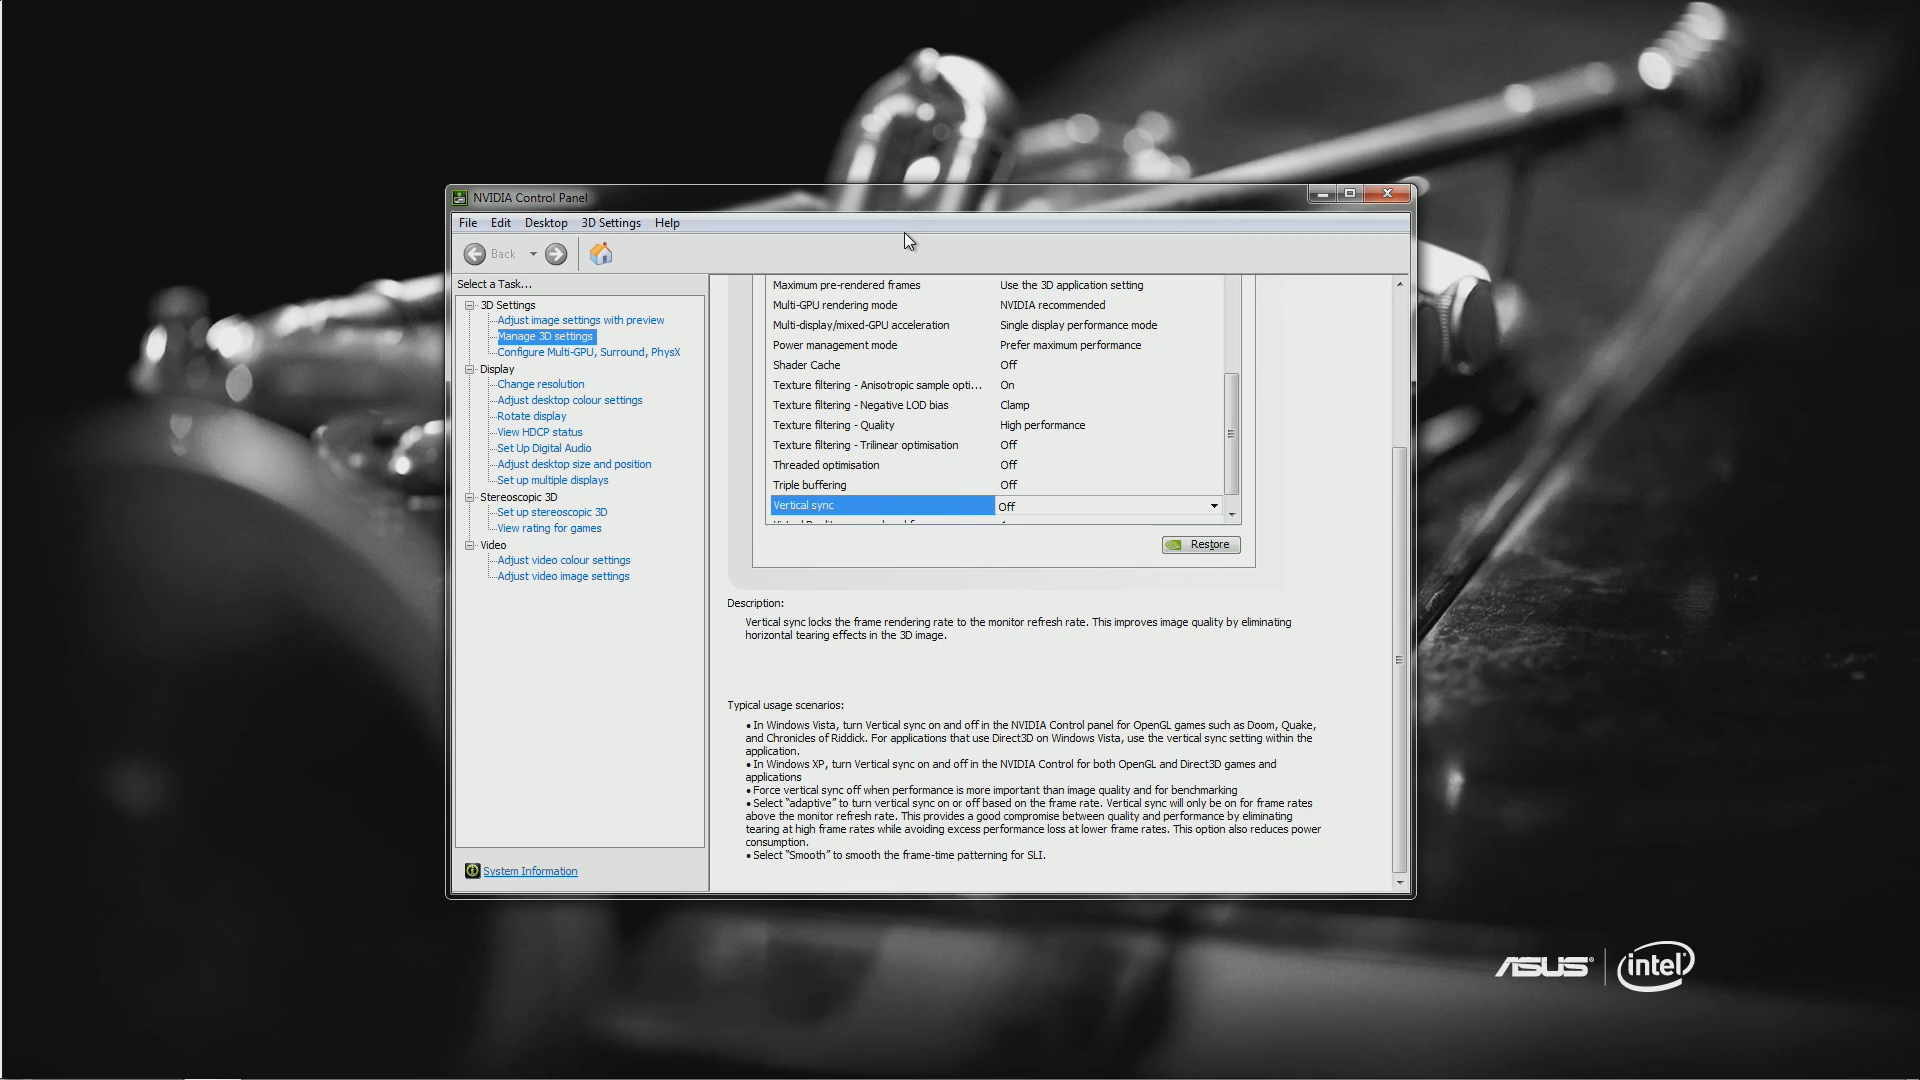 NVIDIA Control Panel
File Edit Desktop 3D Settings Help
Back
Select a Task...
3D Settings
Adjust image settings with preview
Manage 3D settings
Configure Multi-GPU, Surround, PhysX
Display
Change resolution
Adjust desktop colour settings
Rotate display
View HDCP status
Set Up Digital Audio
Adjust desktop size and position
Set up multiple displays
Stereoscopic 3D
Set up stereoscopic 3D
View rating for games
Video
Adjust video colour settings
Adjust video image settings
System Information
Maximum pre-rendered frames Use the 3D application setting
Multi-GPU rendering mode NVIDIA recommended
Multi-display/mixed-GPU acceleration Single display performance mode
Power management mode Prefer maximum performance
Shader Cache Off
Texture filtering - Anisotropic sample opti... On
Texture filtering - Negative LOD bias Clamp
Texture filtering - Quality High performance
Texture filtering - Trilinear optimisation Off
Threaded optimisation Off
Triple buffering Off
Vertical sync Off
Restore
Description:
Vertical sync locks the frame rendering rate to the monitor refresh rate. This improves image quality by eliminating
horizontal tearing effects in the 3D image.
Typical usage scenarios:
• In Windows Vista, turn Vertical sync on and off in the NVIDIA Control panel for OpenGL games such as Doom, Quake,
and Chronicles of Riddick. For applications that use Direct3D on Windows Vista, use the vertical sync setting within the
application.
• In Windows XP, turn Vertical sync on and off in the NVIDIA Control for both OpenGL and Direct3D games and
applications
• Force vertical sync off when performance is more important than image quality and for benchmarking
• Select “adaptive” to turn vertical sync on or off based on the frame rate. Vertical sync will only be on for frame rates
above the monitor refresh rate. This provides a good compromise between quality and performance by eliminating
tearing at high frame rates while avoiding excess performance loss at lower frame rates. This option also reduces power
consumption.
• Select “Smooth” to smooth the frame-time patterning for SLI.
ASUS intel